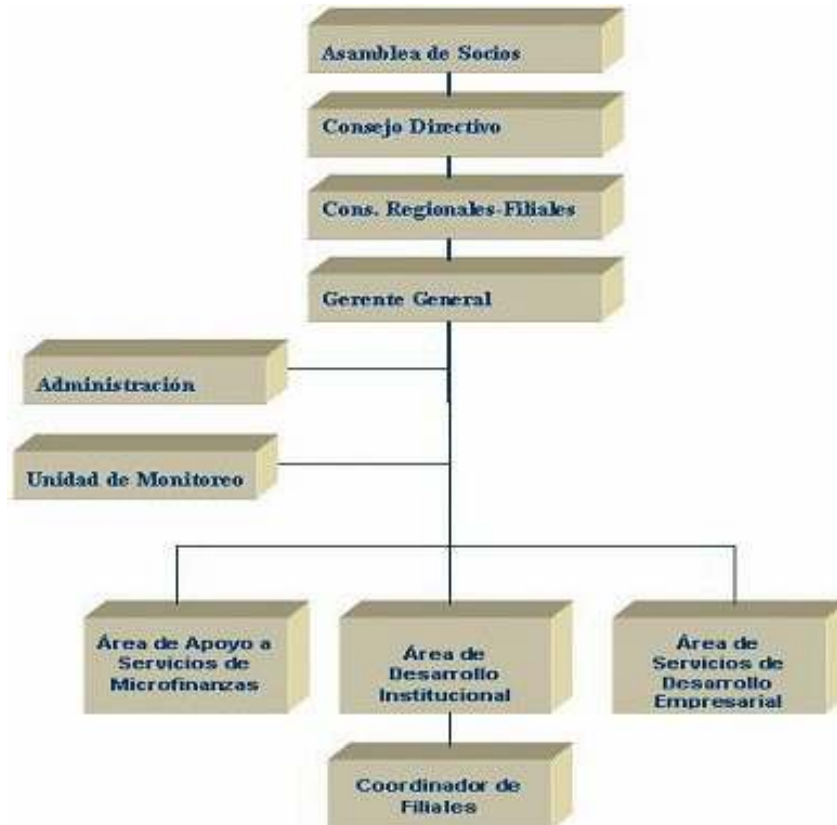 Asamblea de Socios
Consejo Directivo
Cons. Regionales-Filiales
Gerente General
Administración
Unidad de Monitoreo
Área de Apoyo a
Servicios de
Microfinanzas
Área de
Desarrollo
Institucional
Área de
Servicios de
Desarrollo
Empresarial
Coordinador de
Filiales